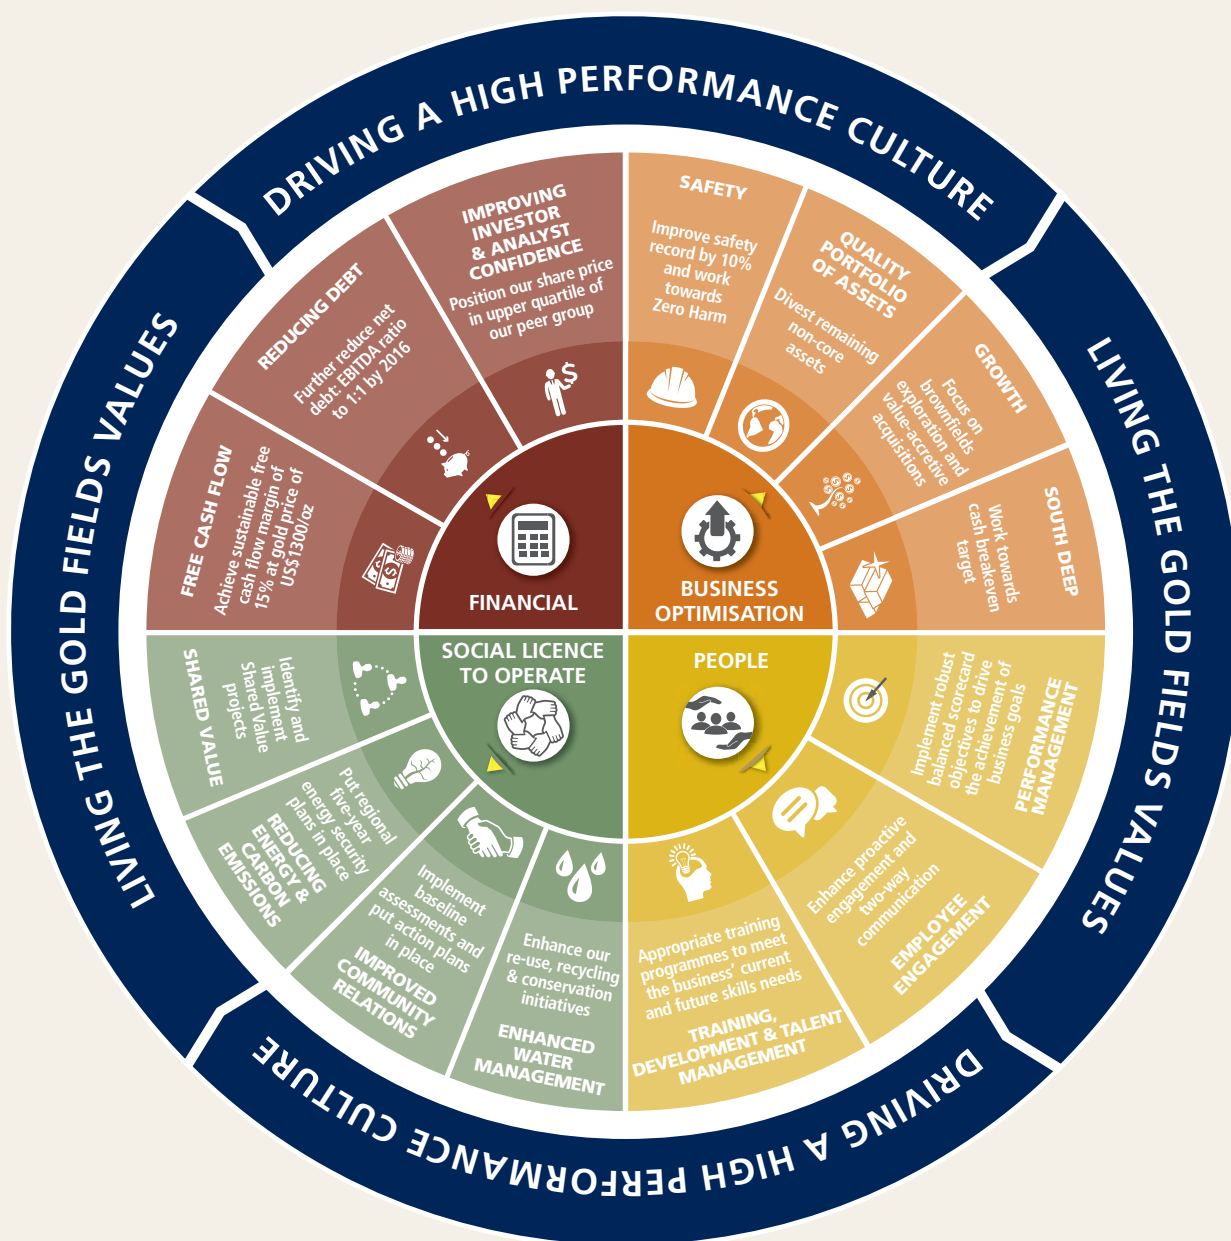 DRIVING A HIGH PERFORMANCE CULTURE
LIVING THE GOLD FIELDS VALUES
DRIVING A HIGH PERFORMANCE CULTURE
LIVING THE GOLD FIELDS VALUES
FINANCIAL
IMPROVING
INVESTOR
& ANALYST
CONFIDENCE
Position our share price
in upper quartile of
our peer group
REDUCING DEBT
Further reduce net
debt: EBITDA ratio
to 1:1 by 2016
FREE CASH FLOW
Achieve sustainable free
cash flow margin of
15% at gold price of
US$1300/oz
BUSINESS
OPTIMISATION
SAFETY
Improve safety
record by 10%
and work
towards
Zero Harm
QUALITY
PORTFOLIO
OF ASSETS
Divest remaining
non-core
assets
GROWTH
Focus on
brownfields
exploration and
value-accretive
acquisitions
SOUTH DEEP
Work towards
cash breakeven
target
PEOPLE
PERFORMANCE
MANAGEMENT
Implement robust
balanced scorecard
objectives to drive
the achievement of
business goals
Enhance proactive
engagement and
two-way
communication
EMPLOYEE
ENGAGEMENT
Appropriate training
programmes to meet
the business' current
and future skills needs
TRAINING,
DEVELOPMENT & TALENT
MANAGEMENT
SOCIAL LICENCE
TO OPERATE
Enhance our
re-use, recycling
& conservation
initiatives
ENHANCED
WATER
MANAGEMENT
Implement
baseline
assessments and
put action plans
in place
IMPROVED
COMMUNITY
RELATIONS
Put regional
five-year
energy security
plans in place
REDUCING
ENERGY &
CARBON
EMISSIONS
Identify and
implement
Shared Value
projects
SHARED VALUE